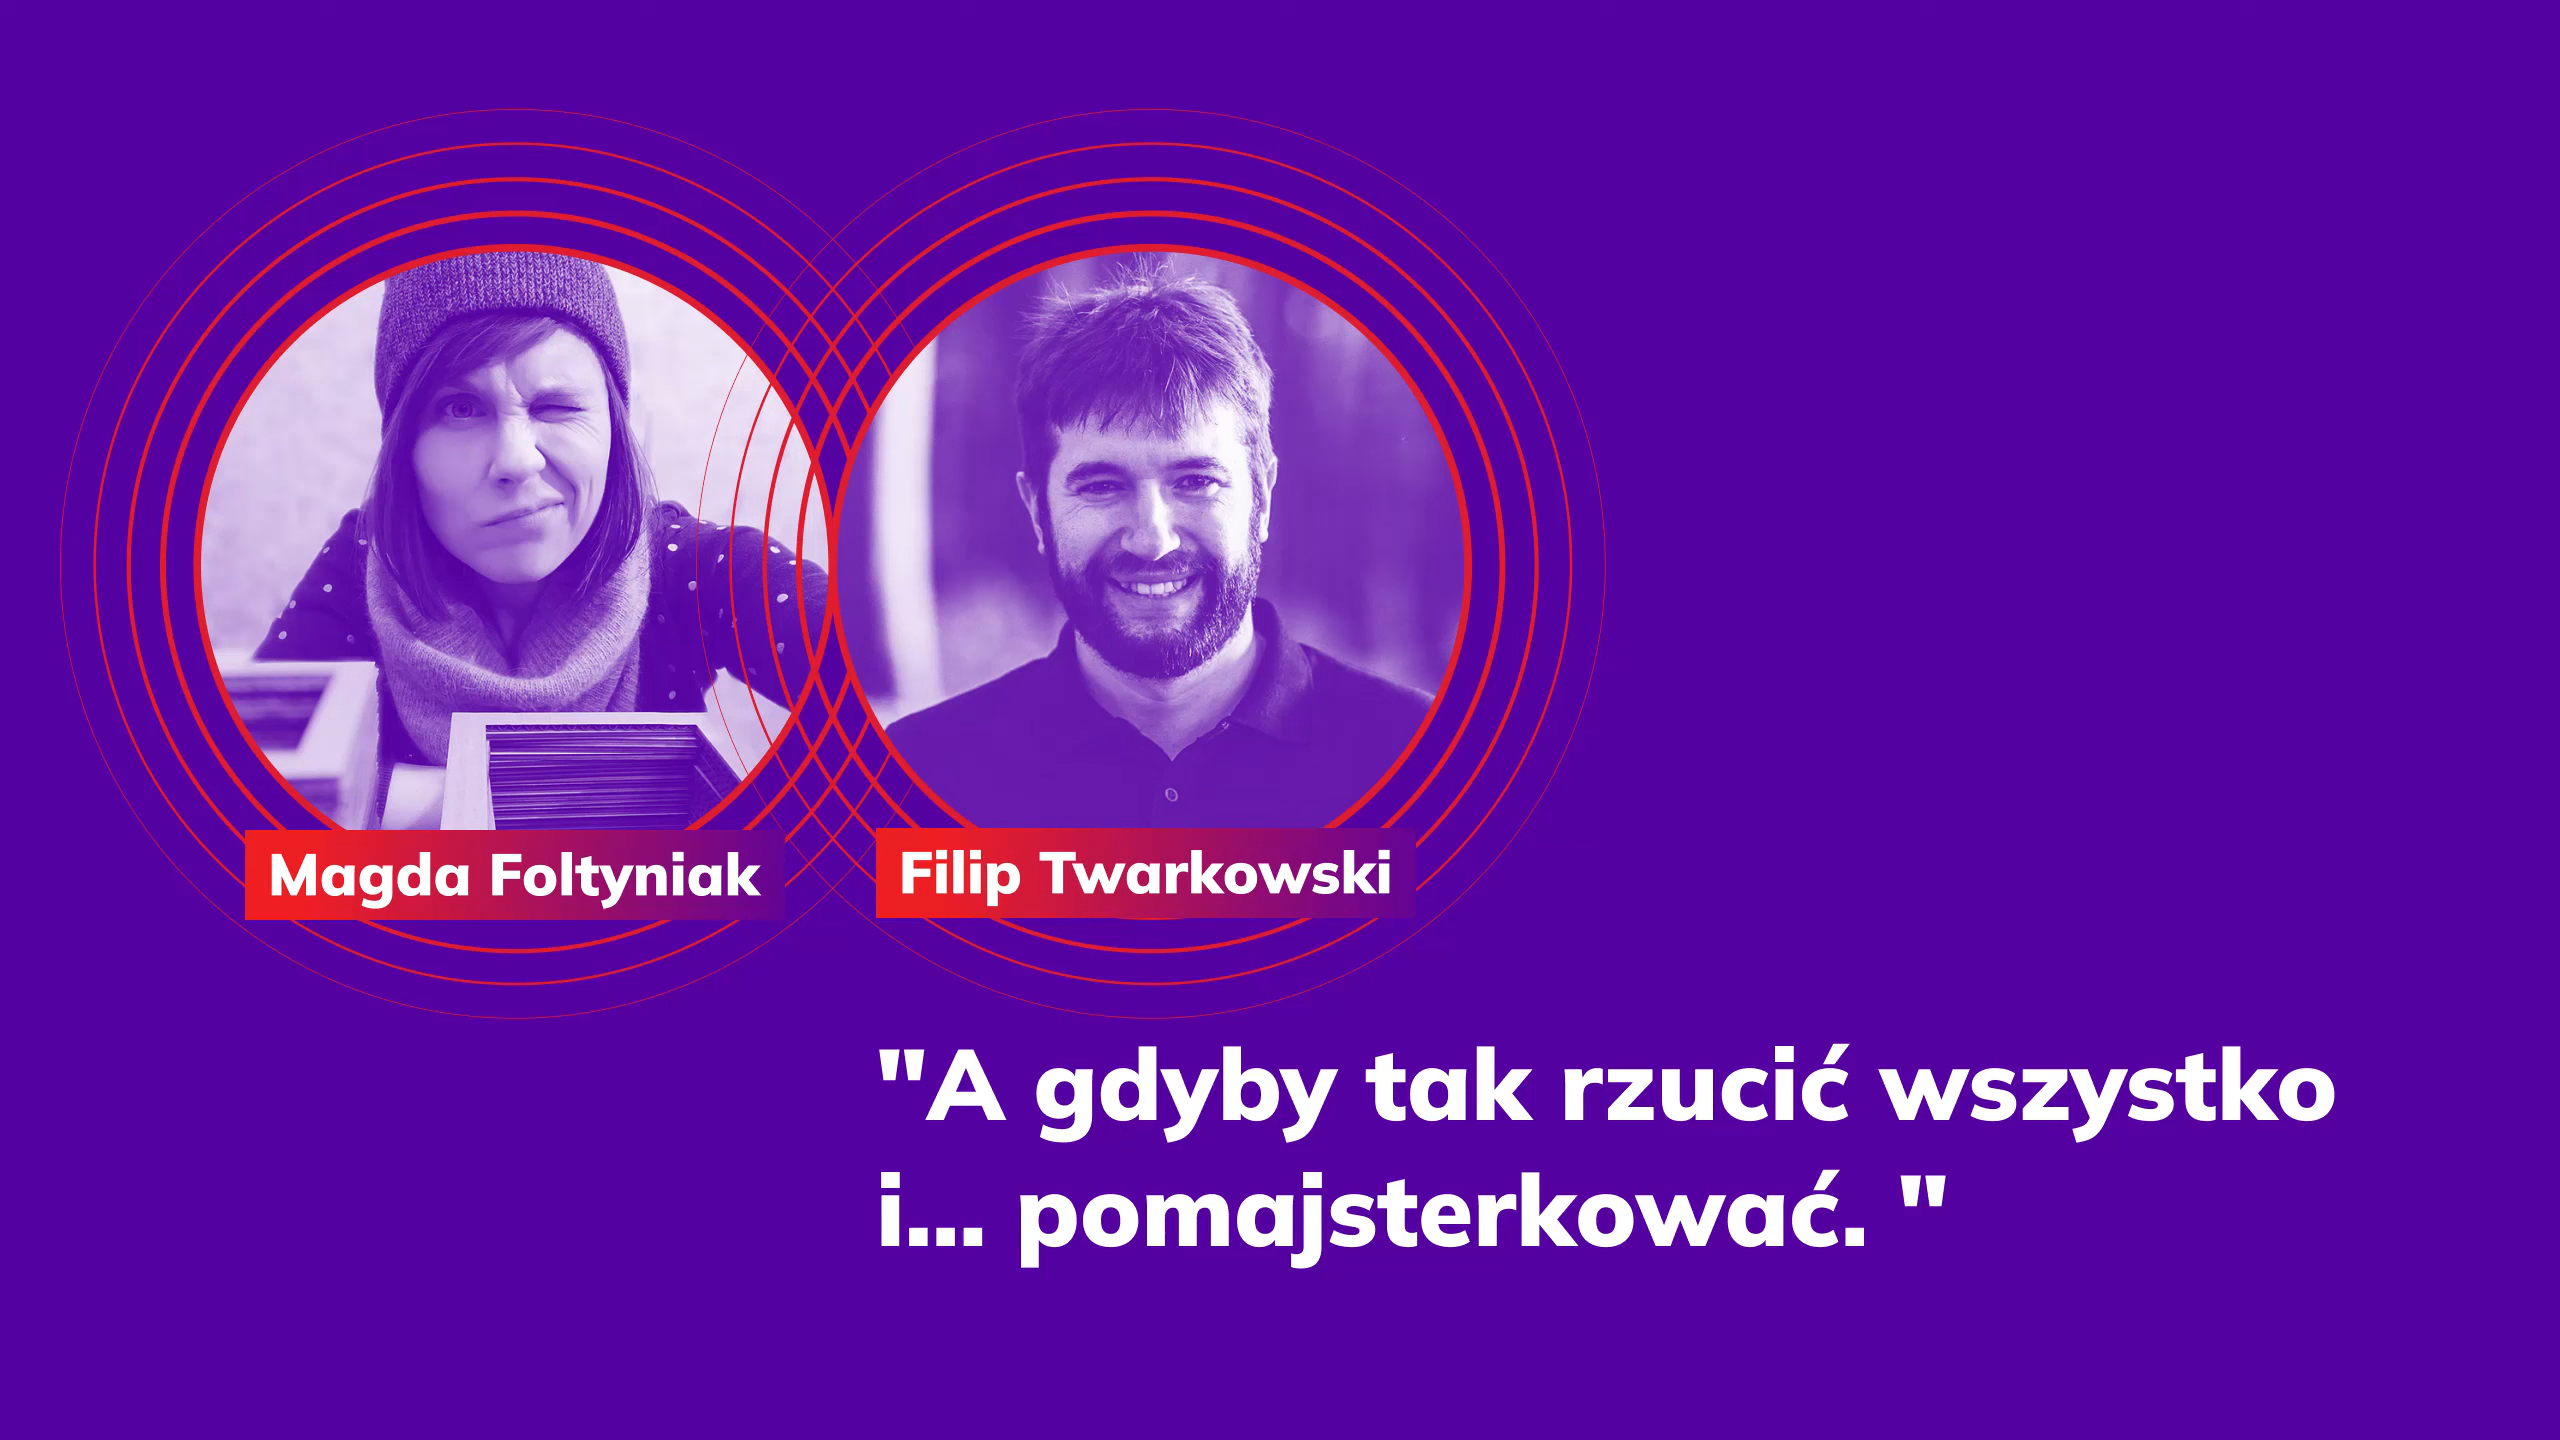 Magda Foltyniak
Filip Twarkowski
"A gdyby tak rzucić wszystko
i... pomajsterkować. "